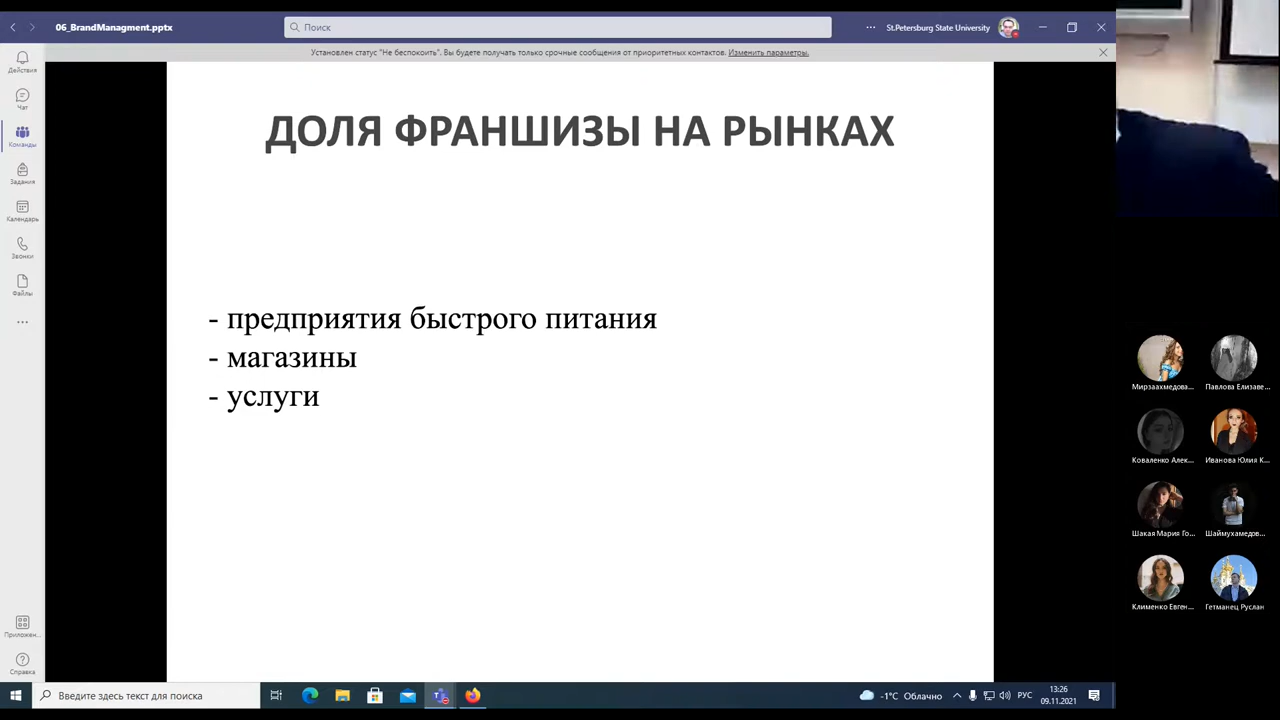 06_BrandManagment.pptx
Поиск
St.Petersburg State University
Установлен статус "Не беспокоить". Вы будете получать только срочные сообщения от приоритетных контактов. Изменить параметры.
Действия
Чат
Команды
Задания
Календарь
Звонки
Файлы
Приложен...
Справка
ДОЛЯ ФРАНШИЗЫ НА РЫНКАХ
- предприятия быстрого питания
- магазины
- услуги
Мирзаахмедова...
Павлова Елизаве...
Коваленко Алек...
Иванова Юлия К...
Шакая Мария Го...
Шаймухамедов...
Клименко Евген...
Гетманец Руслан
Введите здесь текст для поиска
-1°C Облачно
РУС
13:26
09.11.2021